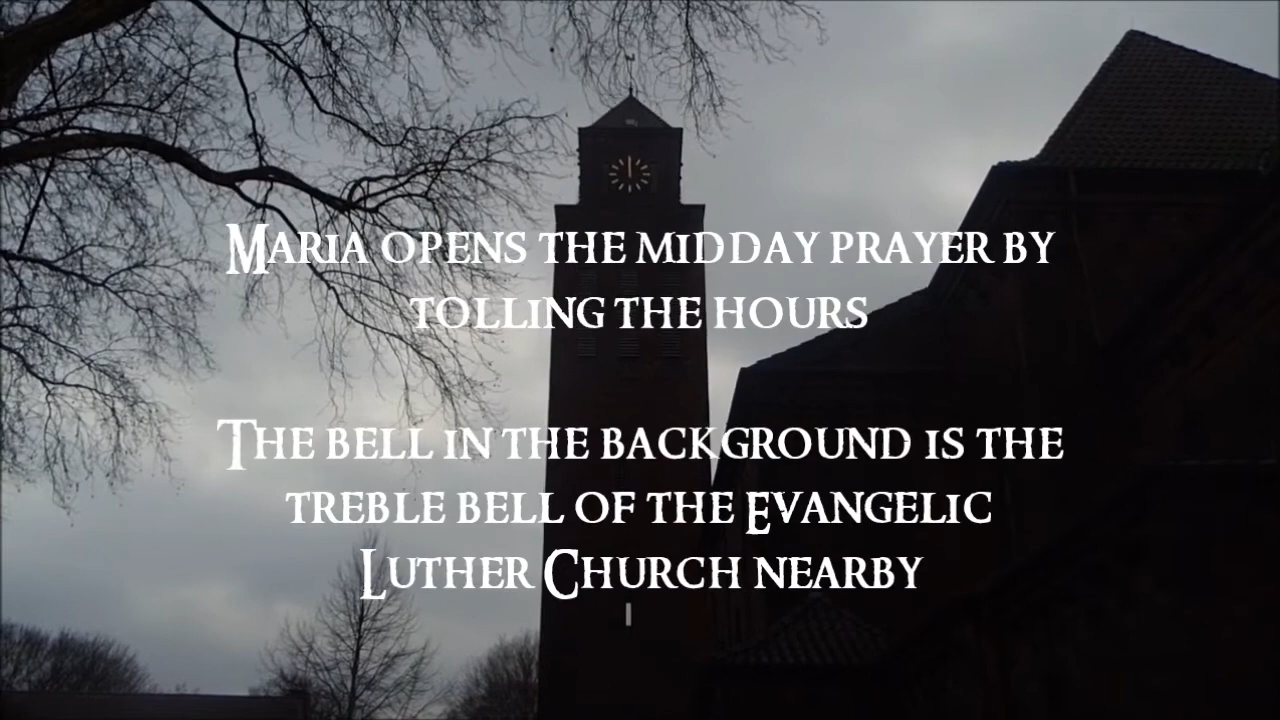 Maria opens the midday prayer by
tolling the hours
The bell in the background is the
treble bell of the Evangelic
Luther Church nearby